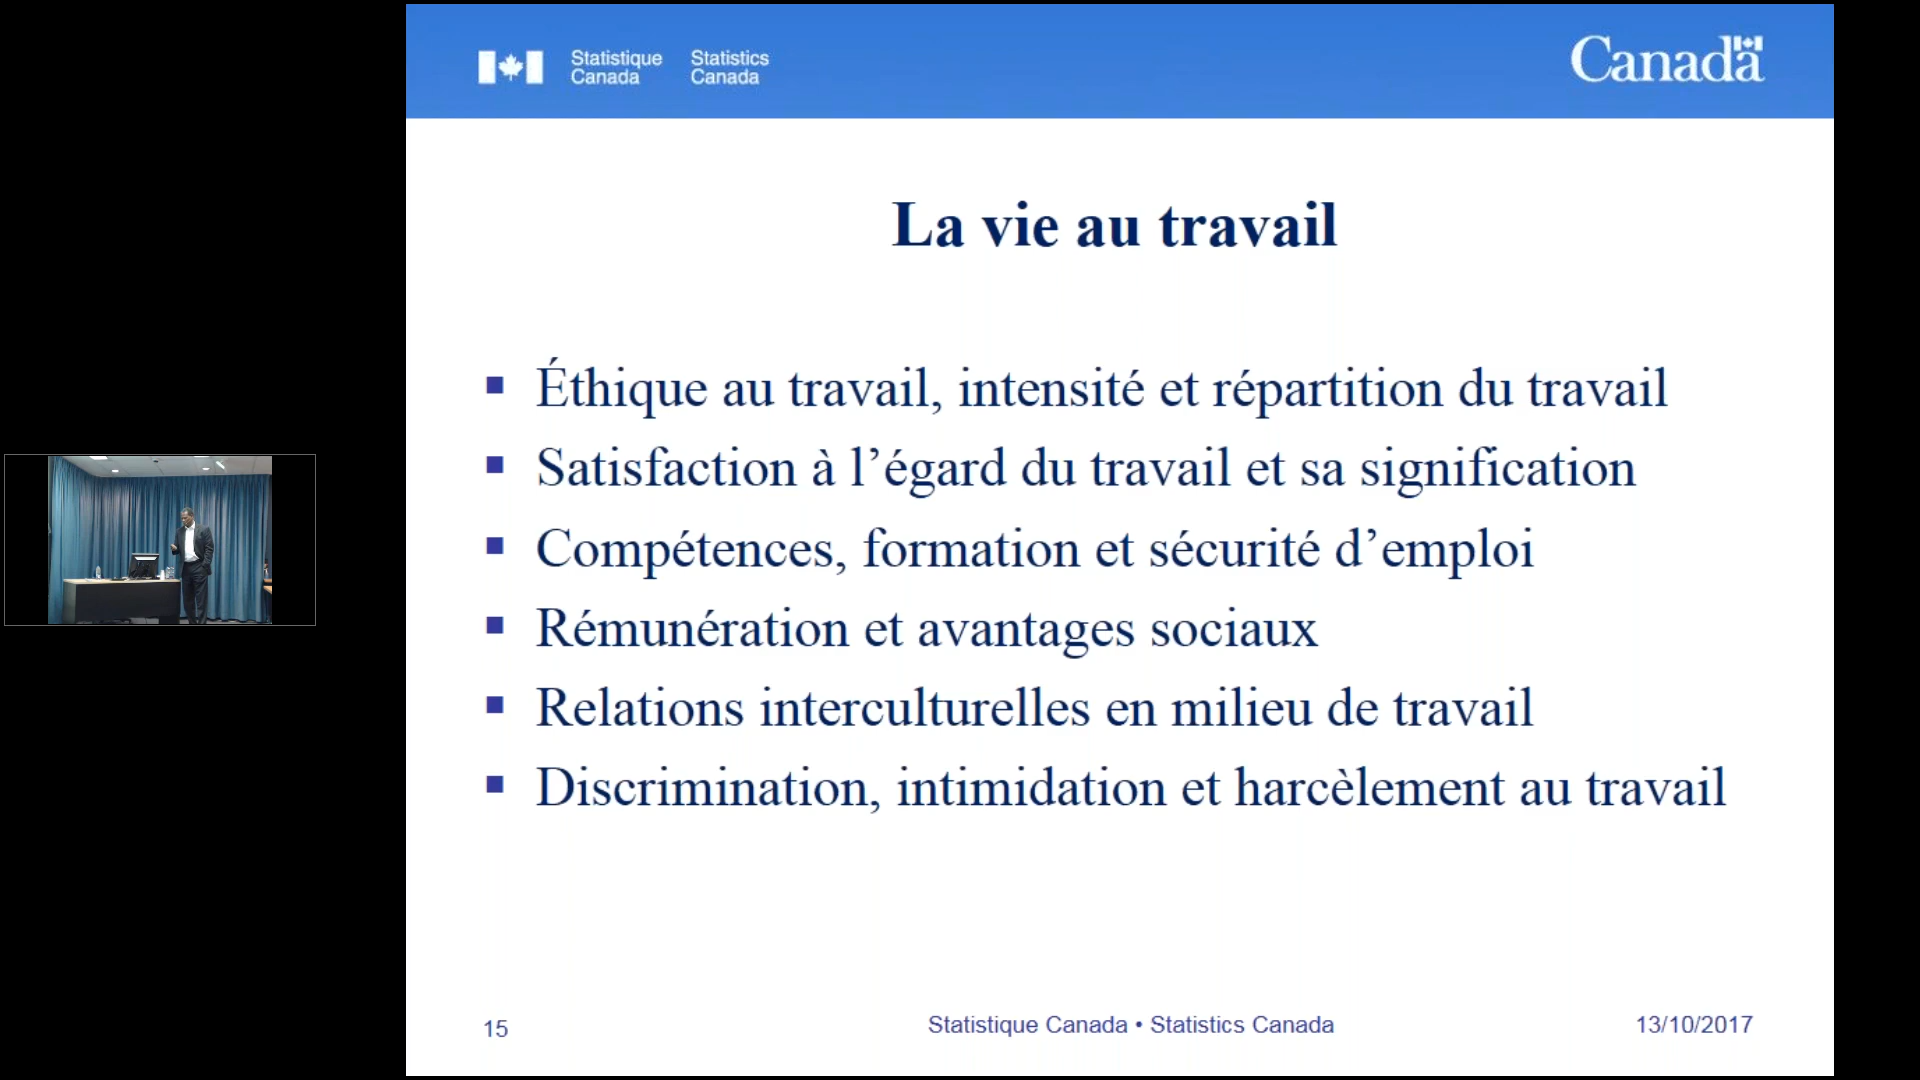 Statistique Canada
Statistics Canada
Canada
La vie au travail
Éthique au travail, intensité et répartition du travail
Satisfaction à l’égard du travail et sa signification
Compétences, formation et sécurité d’emploi
Rémunération et avantages sociaux
Relations interculturelles en milieu de travail
Discrimination, intimidation et harcèlement au travail
15
Statistique Canada • Statistics Canada
13/10/2017